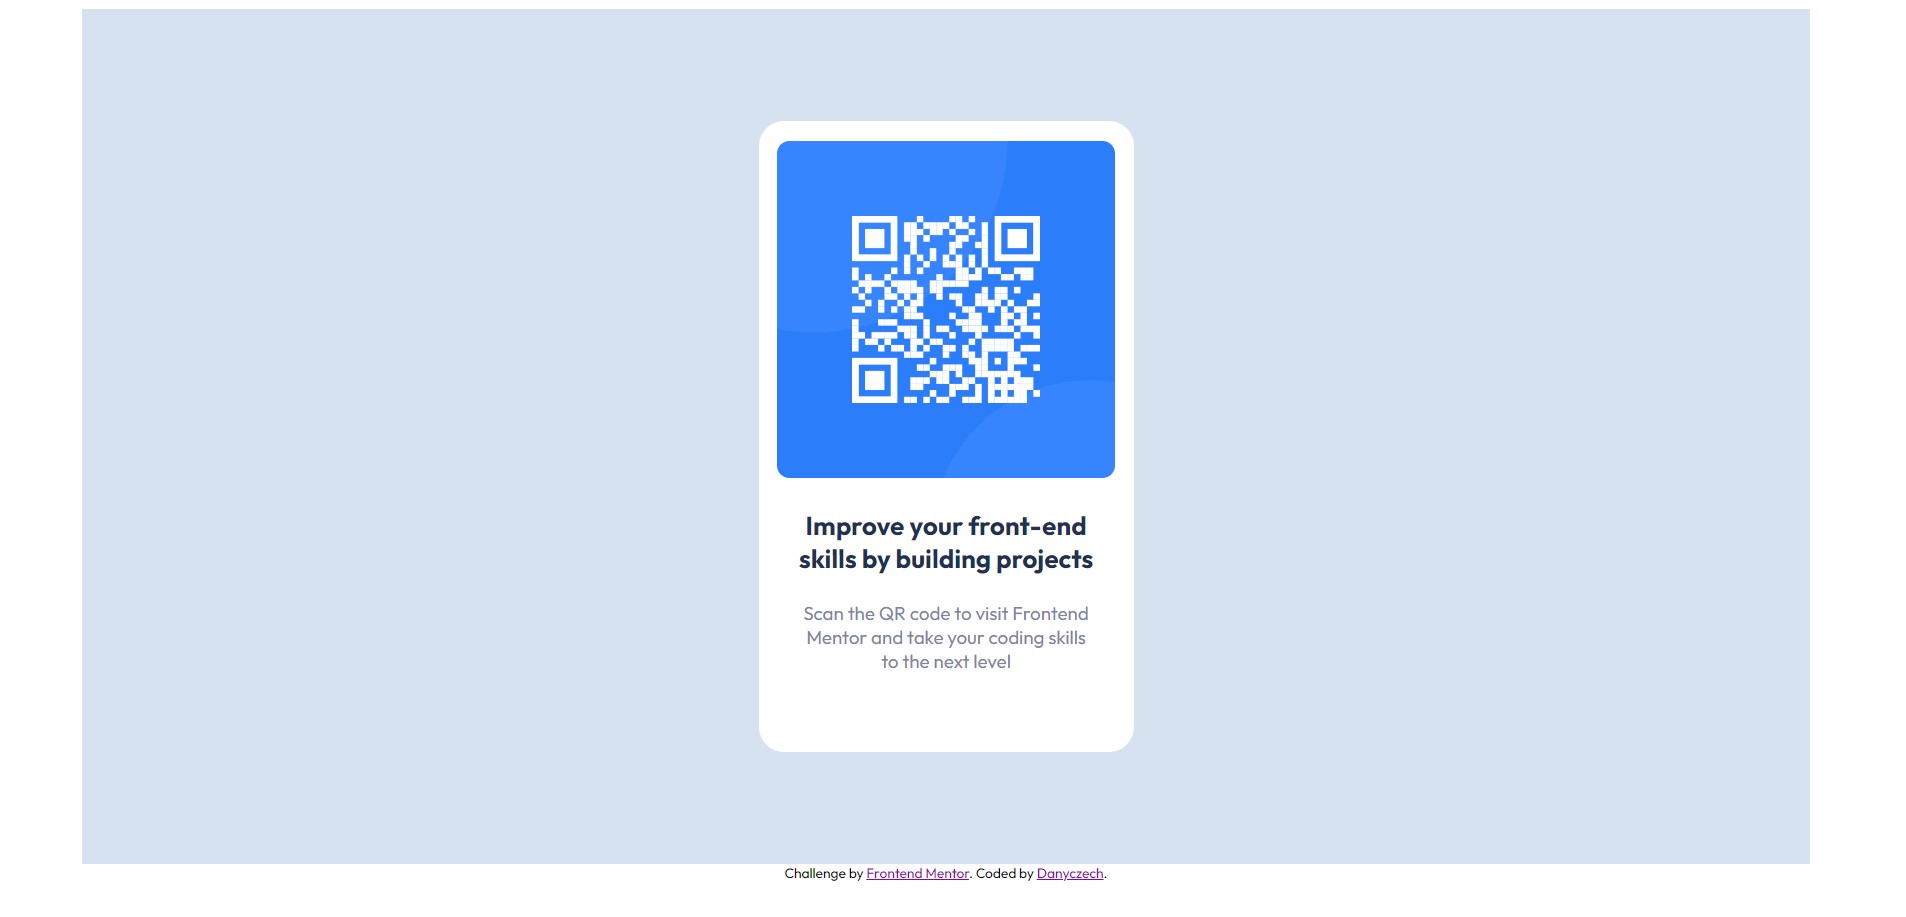 Improve your front-end
skills by building projects
Scan the QR code to visit Frontend
Mentor and take your coding skills
to the next level
Challenge by Frontend Mentor. Coded by Danyczech.